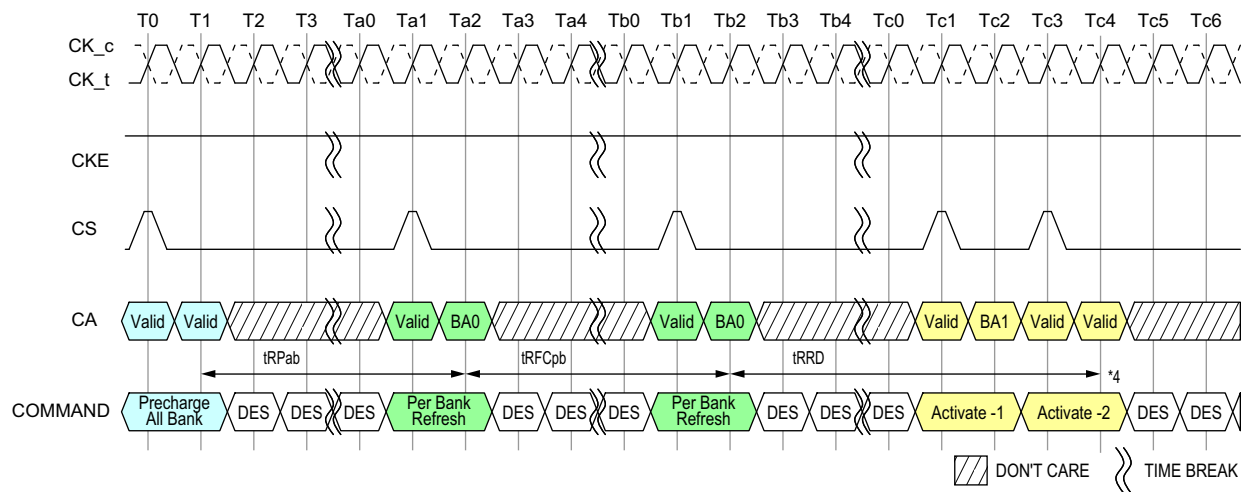 T0 T1 T2 T3 Ta0 Ta1 Ta2 Ta3 Ta4 Tb0 Tb1 Tb2 Tb3 Tb4 Tc0 Tc1 Tc2 Tc3 Tc4 Tc5 Tc6
CK_c
CK_t
CKE
CS
CA Valid Valid Valid BA0 Valid BA0 Valid BA1 Valid Valid
tRPab tRFCpb tRRD *4
COMMAND Precharge All Bank DES DES DES Per Bank Refresh DES DES DES Per Bank Refresh DES DES DES Activate -1 Activate -2 DES DES
DON'T CARE TIME BREAK